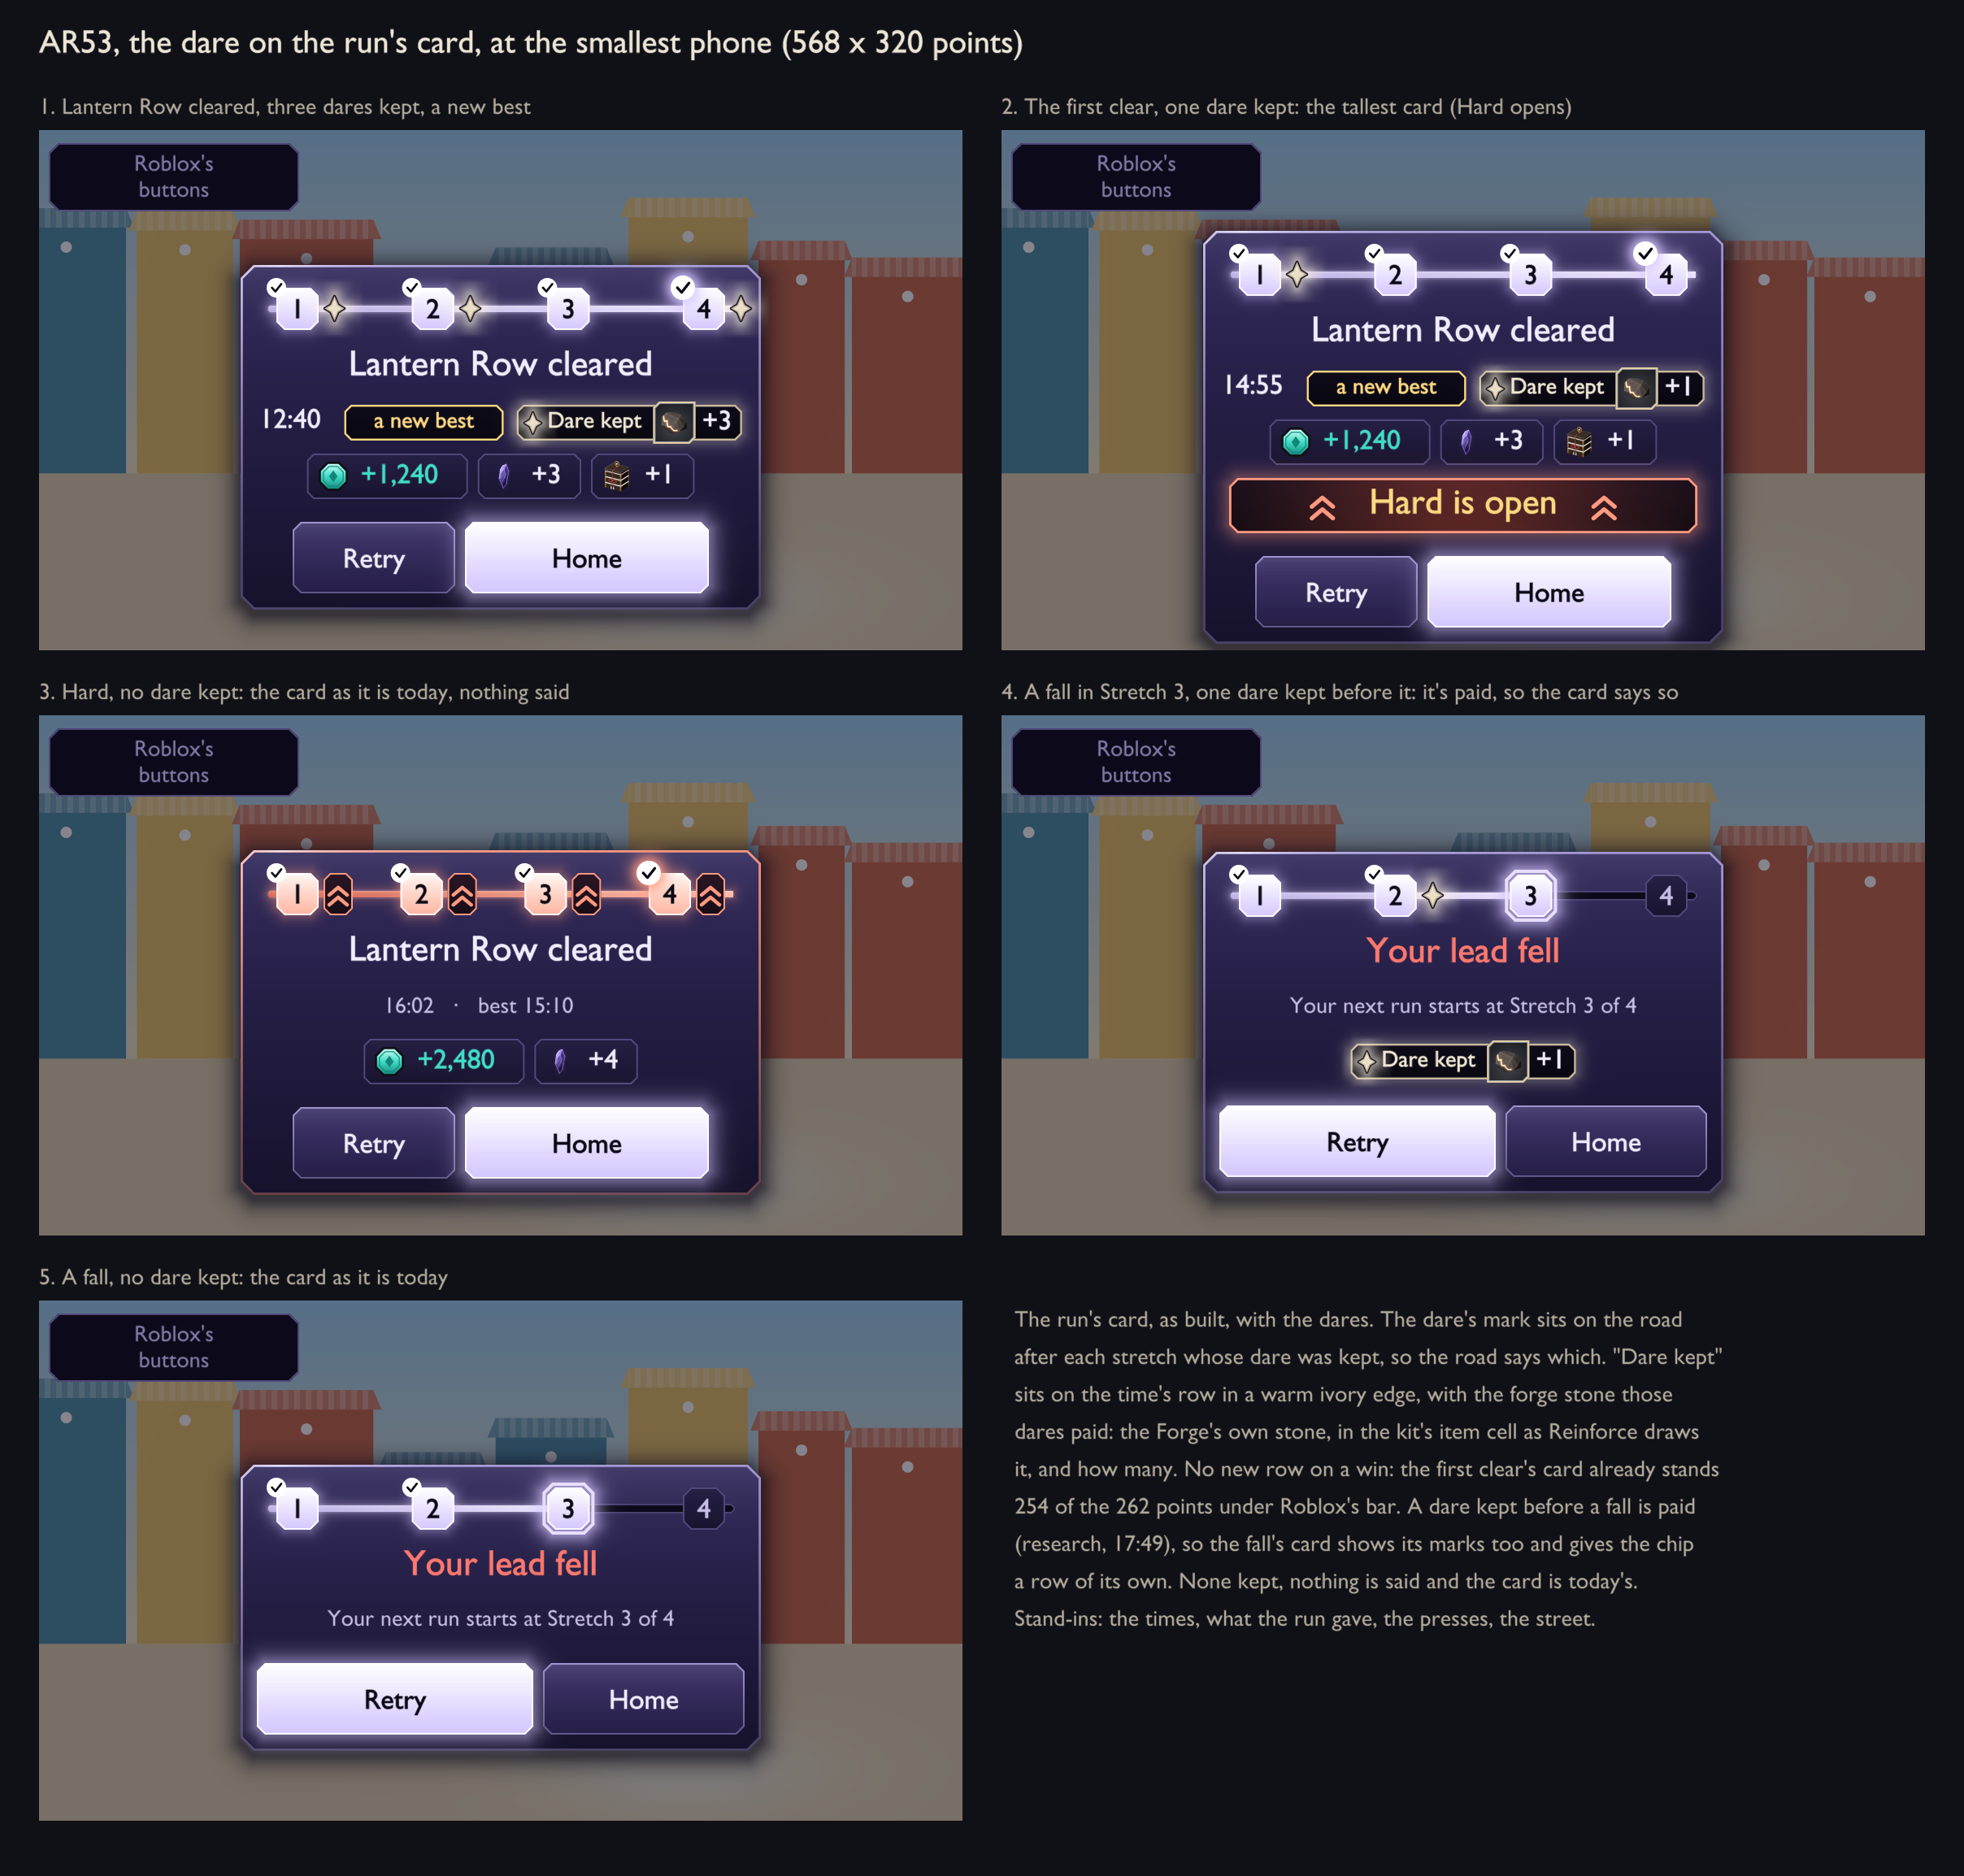 AR53, the dare on the run's card, at the smallest phone (568 x 320 points)
1. Lantern Row cleared, three dares kept, a new best
Roblox's
buttons
1 2 3 4
Lantern Row cleared
12:40 a new best Dare kept +3
+1,240 +3 +1
Retry Home
2. The first clear, one dare kept: the tallest card (Hard opens)
Roblox's
buttons
1 2 3 4
Lantern Row cleared
14:55 a new best Dare kept +1
+1,240 +3 +1
Hard is open
Retry Home
3. Hard, no dare kept: the card as it is today, nothing said
Roblox's
buttons
1 2 3 4
Lantern Row cleared
16:02 · best 15:10
+2,480 +4
Retry Home
4. A fall in Stretch 3, one dare kept before it: it's paid, so the card says so
Roblox's
buttons
1 2 3 4
Your lead fell
Your next run starts at Stretch 3 of 4
Dare kept +1
Retry Home
5. A fall, no dare kept: the card as it is today
Roblox's
buttons
1 2 3 4
Your lead fell
Your next run starts at Stretch 3 of 4
Retry Home
The run's card, as built, with the dares. The dare's mark sits on the road
after each stretch whose dare was kept, so the road says which. "Dare kept"
sits on the time's row in a warm ivory edge, with the forge stone those
dares paid: the Forge's own stone, in the kit's item cell as Reinforce draws
it, and how many. No new row on a win: the first clear's card already stands
254 of the 262 points under Roblox's bar. A dare kept before a fall is paid
(research, 17:49), so the fall's card shows its marks too and gives the chip
a row of its own. None kept, nothing is said and the card is today's.
Stand-ins: the times, what the run gave, the presses, the street.